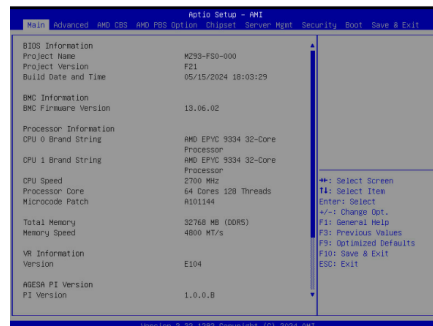 Aptio Setup - AMI
Main Advanced AMD CBS AMD PBS Option Chipset Server Mgmt Security Boot Save & Exit
BIOS Information
Project Name MZ93-FS0-000
Project Version F21
Build Date and Time 05/15/2024 18:03:29
BMC Information
BMC Firmware Version 13.06.02
Processor Information
CPU 0 Brand String AMD EPYC 9334 32-Core
Processor
CPU 1 Brand String AMD EPYC 9334 32-Core
Processor
CPU Speed 2700 MHz
Processor Core 64 Cores 128 Threads
Microcode Patch A101144
Total Memory 32768 MB (DDR5)
Memory Speed 4800 MT/s
VR Information
Version E104
AGESA PI Version
PI Version 1.0.0.B
→←: Select Screen
↑↓: Select Item
Enter: Select
+/-: Change Opt.
F1: General Help
F3: Previous Values
F9: Optimized Defaults
F10: Save & Exit
ESC: Exit